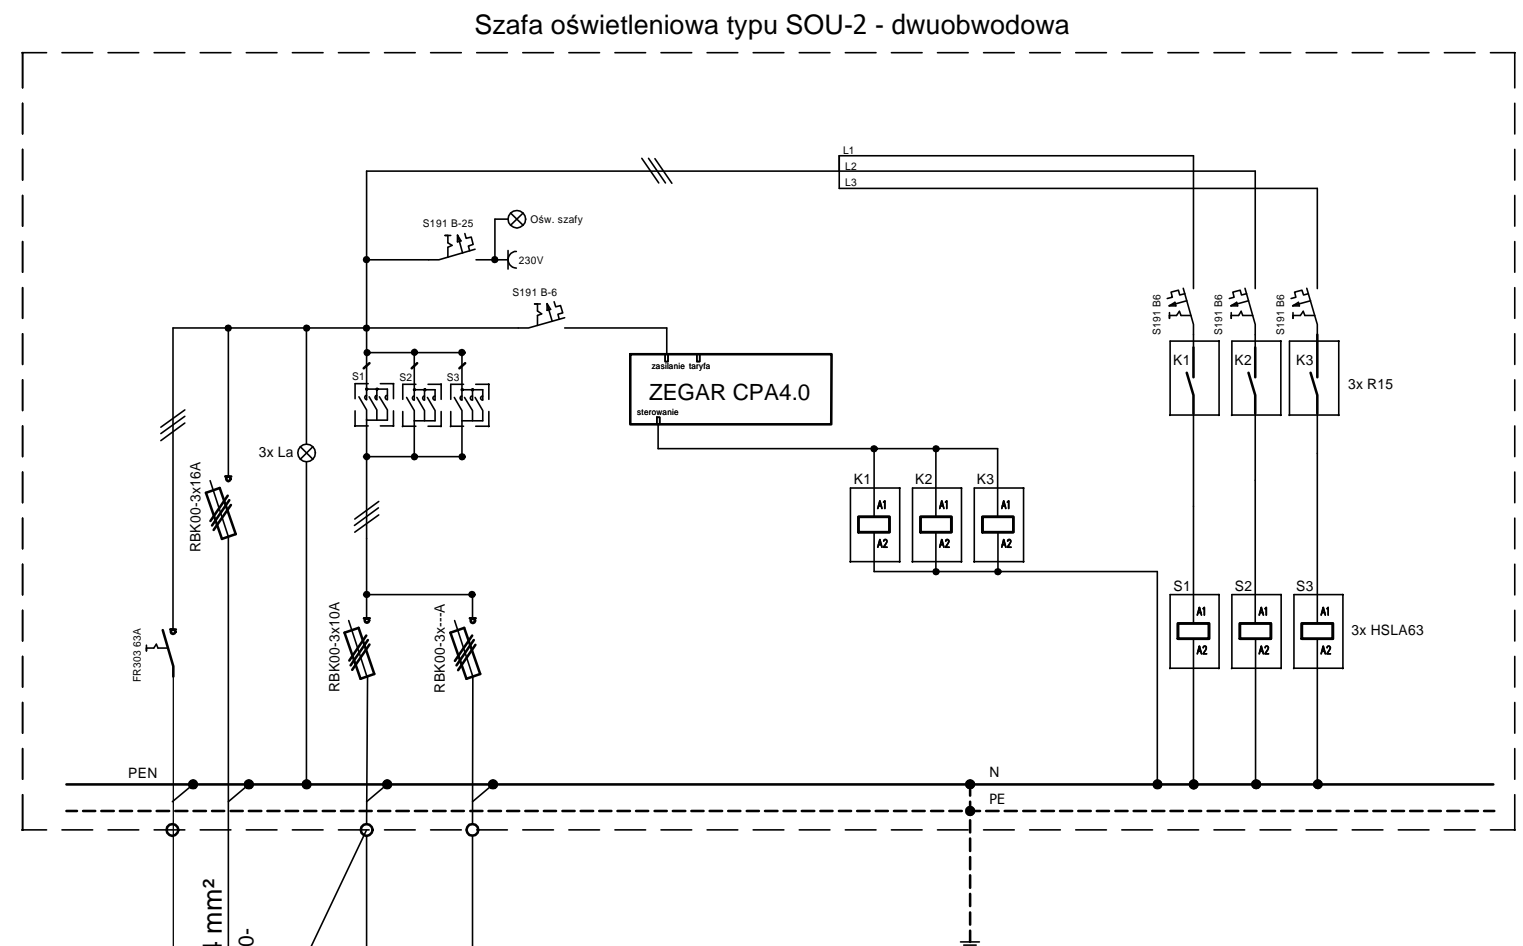 Szafa oświetleniowa typu SOU-2 - dwuobwodowa
L1
L2
L3
S191 B-25
Ośw. szafy
230V
S191 B-6
S191 B6
S191 B6
S191 B6
zasilanie taryfa
ZEGAR CPA4.0
sterowanie
K1
K2
K3
3x R15
S1
S2
S3
3x La
RBK00-3x16A
K1
K2
K3
A1
A1
A1
A2
A2
A2
FR303 63A
RBK00-3x10A
RBK00-3x---A
S1
S2
S3
A1
A1
A1
A2
A2
A2
3x HSLA63
PEN
N
PE
mm²
0-